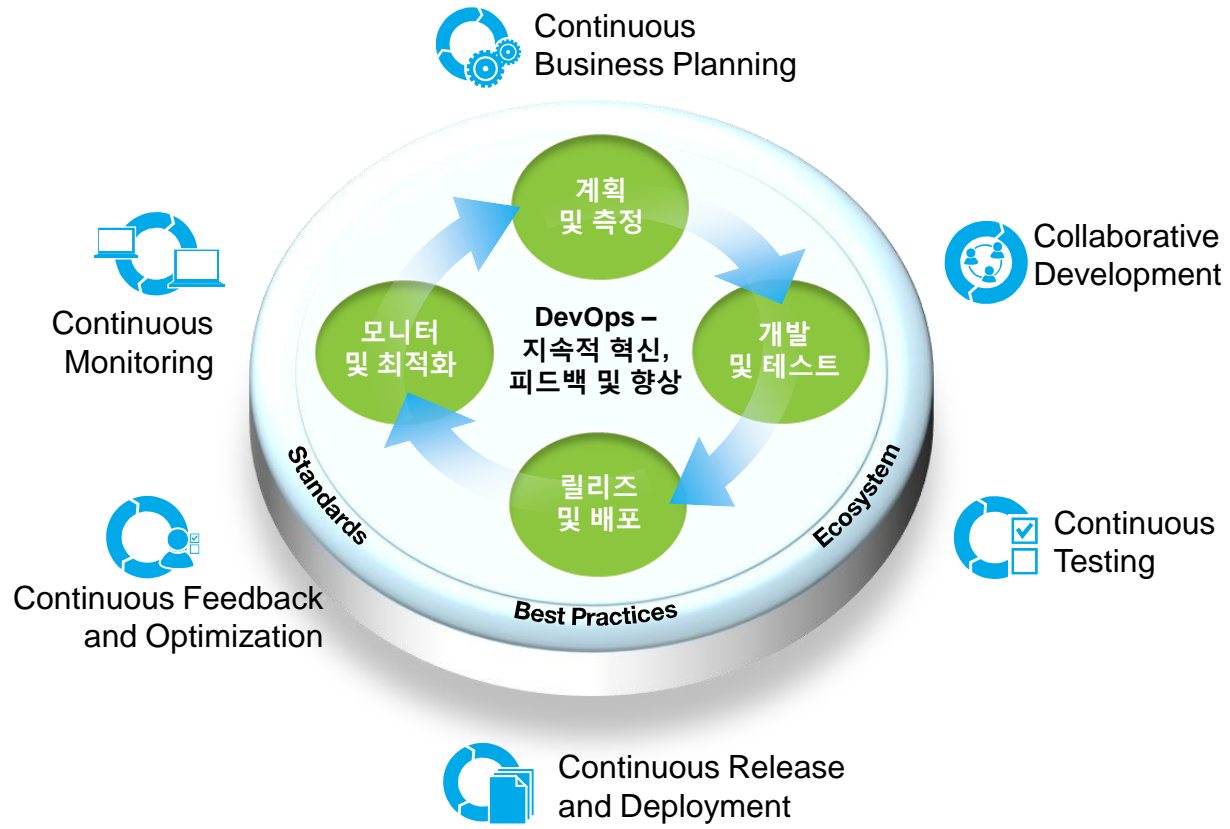 Continuous
Business Planning
계획
및 측정
Collaborative
Development
Continuous
Monitoring
모니터
및 최적화
DevOps –
지속적 혁신,
피드백 및 향상
개발
및 테스트
릴리즈
및 배포
Standards
Best Practices
Ecosystem
Continuous
Testing
Continuous Feedback
and Optimization
Continuous Release
and Deployment